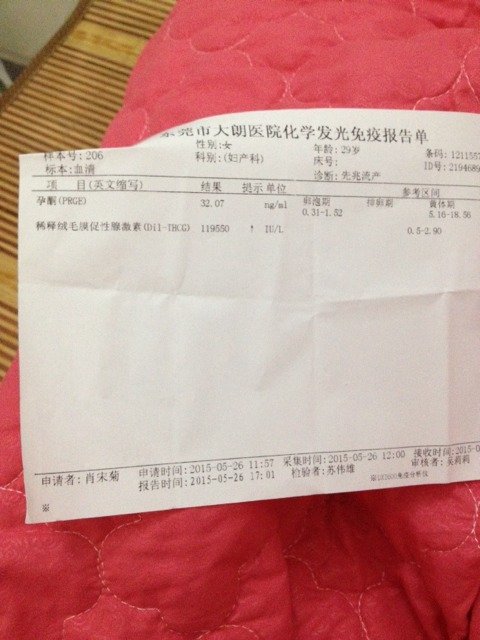 莞市大朗医院化学发光免疫报告单
样本号: 206 性别: 女 年龄: 29岁 条码: 1211557
标本: 血清 科别: (妇产科) 床号: ID号: 2194689
诊断: 先兆流产
项 目(英文缩写) 结果 提示 单位 参考区间
孕酮(PRGE) 32.07 ng/ml 卵泡期 排卵期 黄体期
0.31-1.52 5.16-18.56
稀释绒毛膜促性腺激素(Dil-THCG) 119550 ↑ IU/L 0.5-2.90
申请者: 肖宋菊 申请时间: 2015-05-26 11:57 采集时间: 2015-05-26 12:00 接收时间: 2015-0
报告时间: 2015-05-26 17:01 检验者: 苏伟雄 审核者: 吴莉莉
※